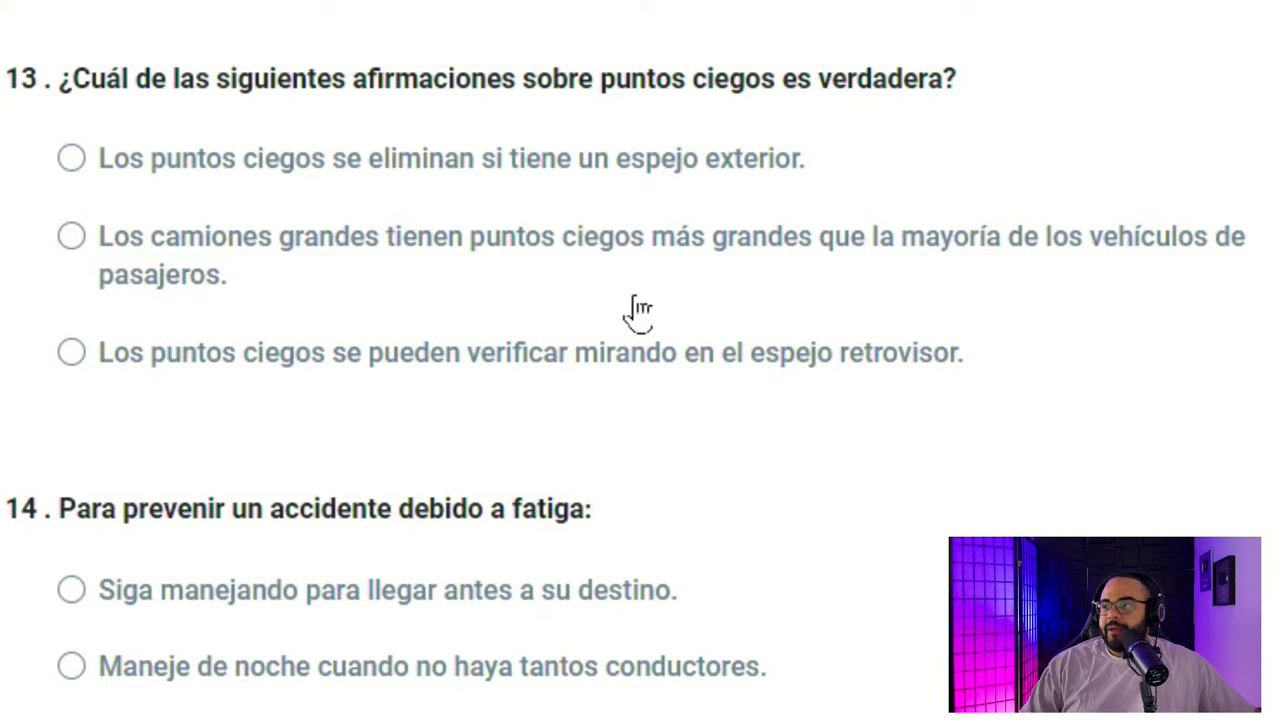 13 . ¿Cuál de las siguientes afirmaciones sobre puntos ciegos es verdadera?
Los puntos ciegos se eliminan si tiene un espejo exterior.
Los camiones grandes tienen puntos ciegos más grandes que la mayoría de los vehículos de
pasajeros.
Los puntos ciegos se pueden verificar mirando en el espejo retrovisor.
14 . Para prevenir un accidente debido a fatiga:
Siga manejando para llegar antes a su destino.
Maneje de noche cuando no haya tantos conductores.